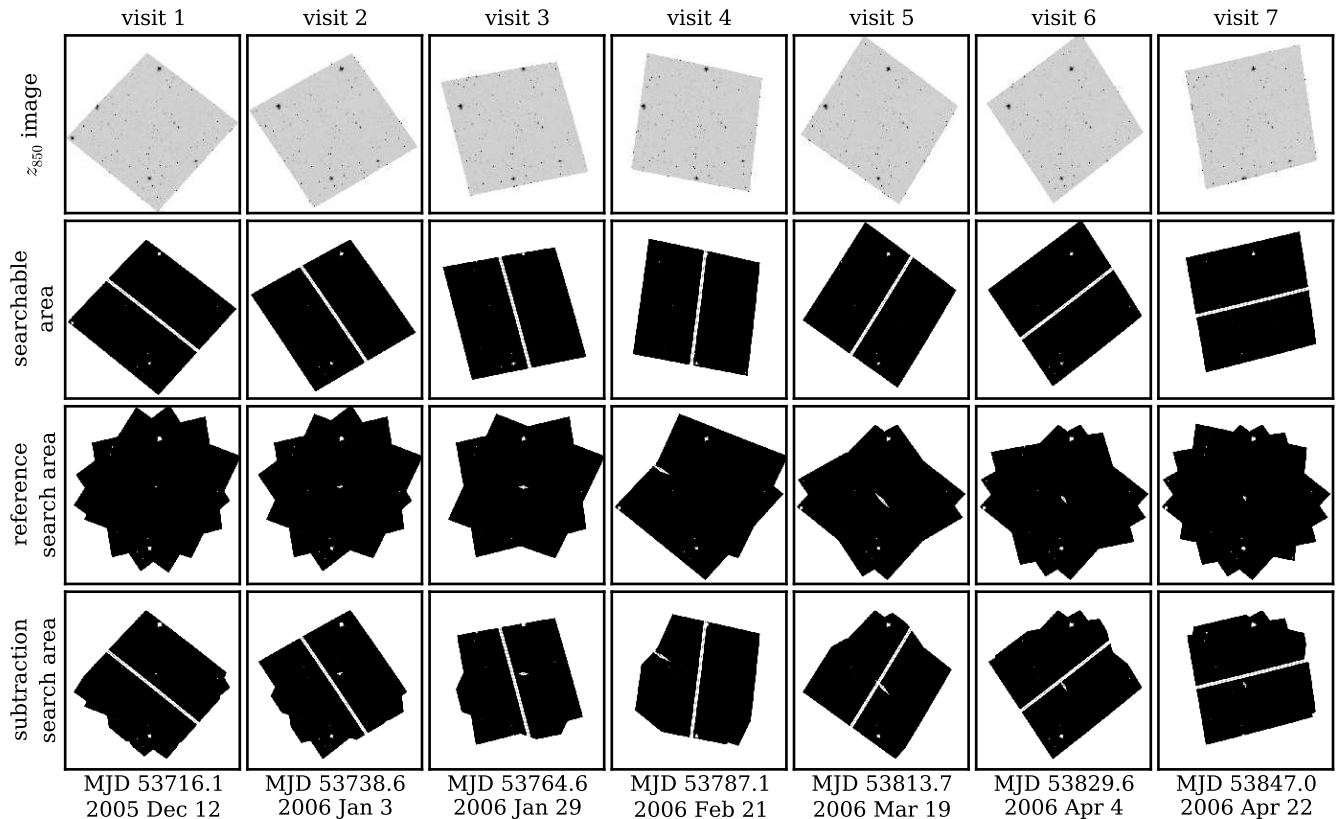 visit 1 visit 2 visit 3 visit 4 visit 5 visit 6 visit 7
z850 image
searchable
area
reference
search area
subtraction
search area
MJD 53716.1 MJD 53738.6 MJD 53764.6 MJD 53787.1 MJD 53813.7 MJD 53829.6 MJD 53847.0
2005 Dec 12 2006 Jan 3 2006 Jan 29 2006 Feb 21 2006 Mar 19 2006 Apr 4 2006 Apr 22